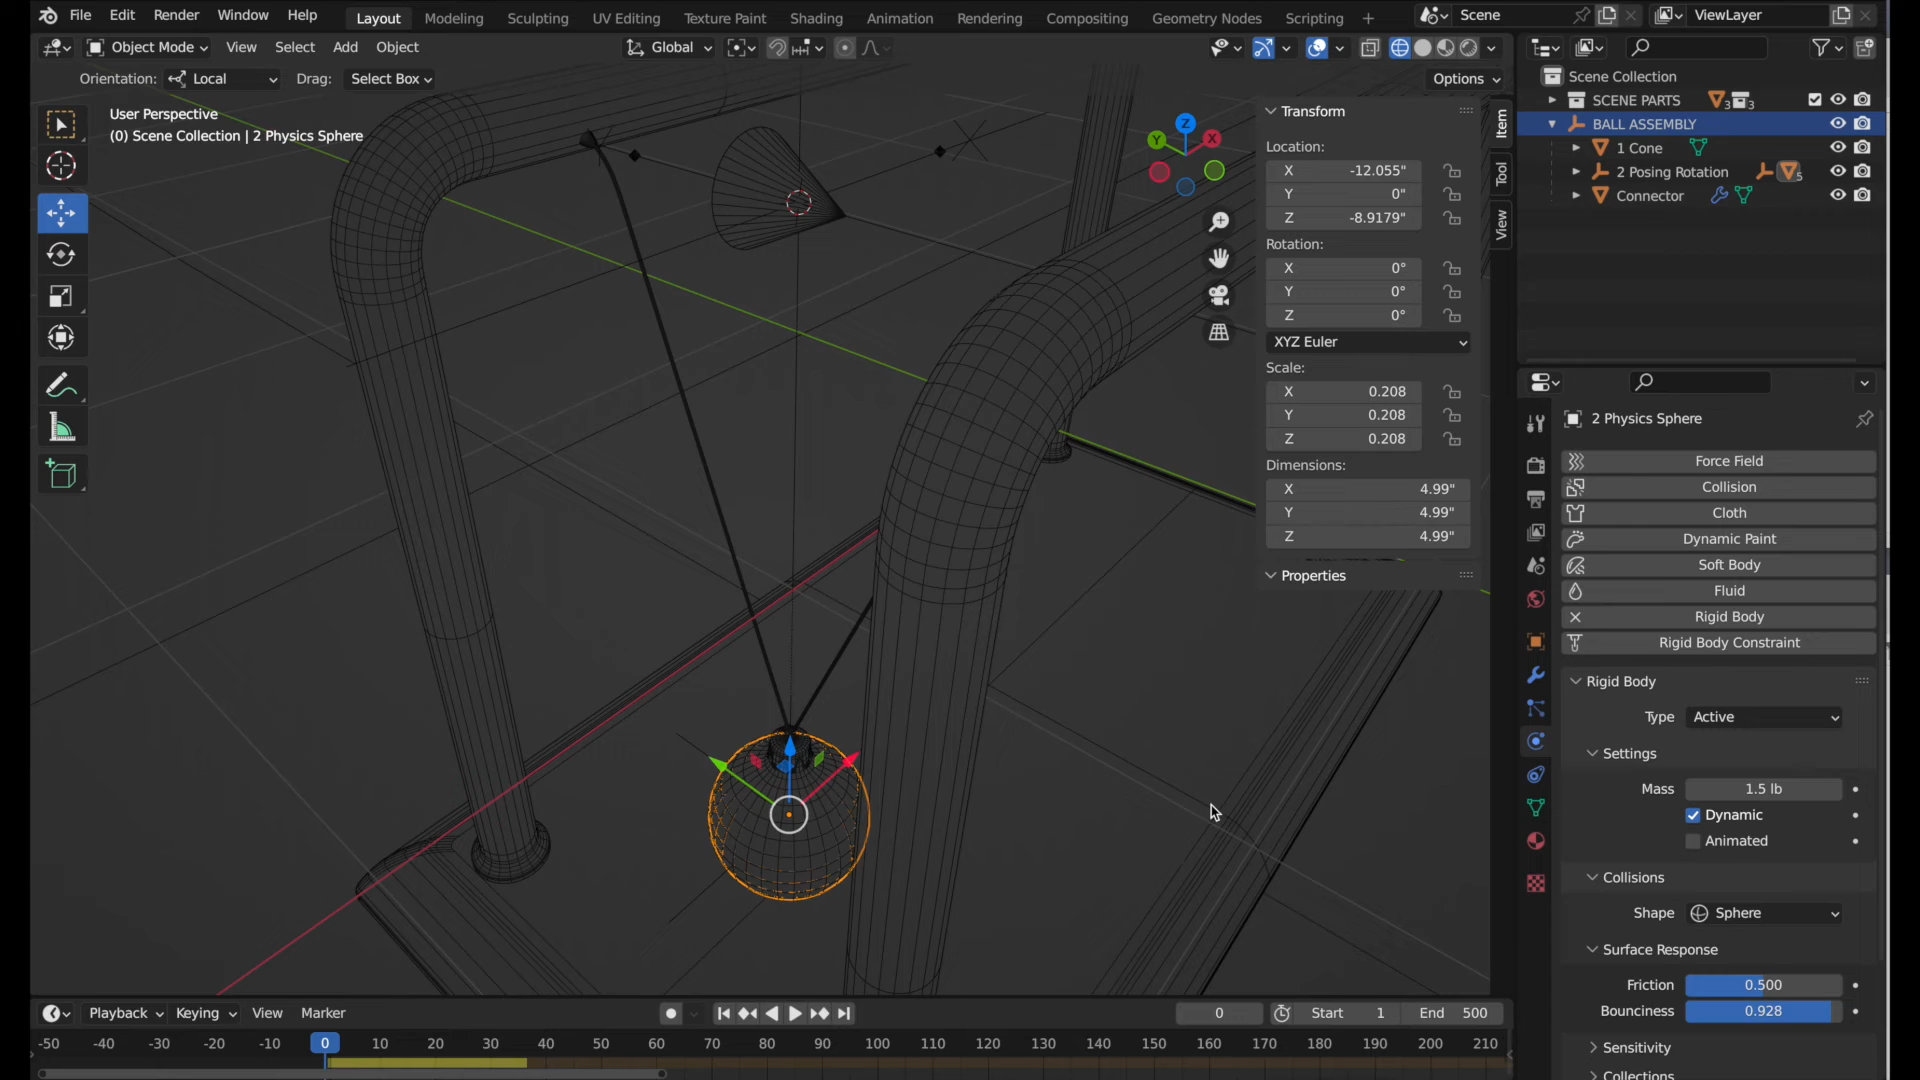 File Edit Render Window Help Layout Modeling Sculpting UV Editing Texture Paint Shading Animation Rendering Compositing Geometry Nodes Scripting + Scene ViewLayer
Object Mode View Select Add Object Global
Orientation: Local Drag: Select Box Options
User Perspective
(0) Scene Collection | 2 Physics Sphere
Transform
Location:
X -12.055"
Y 0"
Z -8.9179"
Rotation:
X 0°
Y 0°
Z 0°
XYZ Euler
Scale:
X 0.208
Y 0.208
Z 0.208
Dimensions:
X 4.99"
Y 4.99"
Z 4.99"
Properties
Item
Tool
View
Z
Y
X
Scene Collection
SCENE PARTS 3 3
BALL ASSEMBLY
1 Cone
2 Posing Rotation 5
Connector
2 Physics Sphere
Force Field
Collision
Cloth
Dynamic Paint
Soft Body
Fluid
Rigid Body
Rigid Body Constraint
Rigid Body
Type Active
Settings
Mass 1.5 lb
Dynamic
Animated
Collisions
Shape Sphere
Surface Response
Friction 0.500
Bounciness 0.928
Sensitivity
Collections
Playback Keying View Marker 0 Start 1 End 500
-50 -40 -30 -20 -10 0 10 20 30 40 50 60 70 80 90 100 110 120 130 140 150 160 170 180 190 200 210